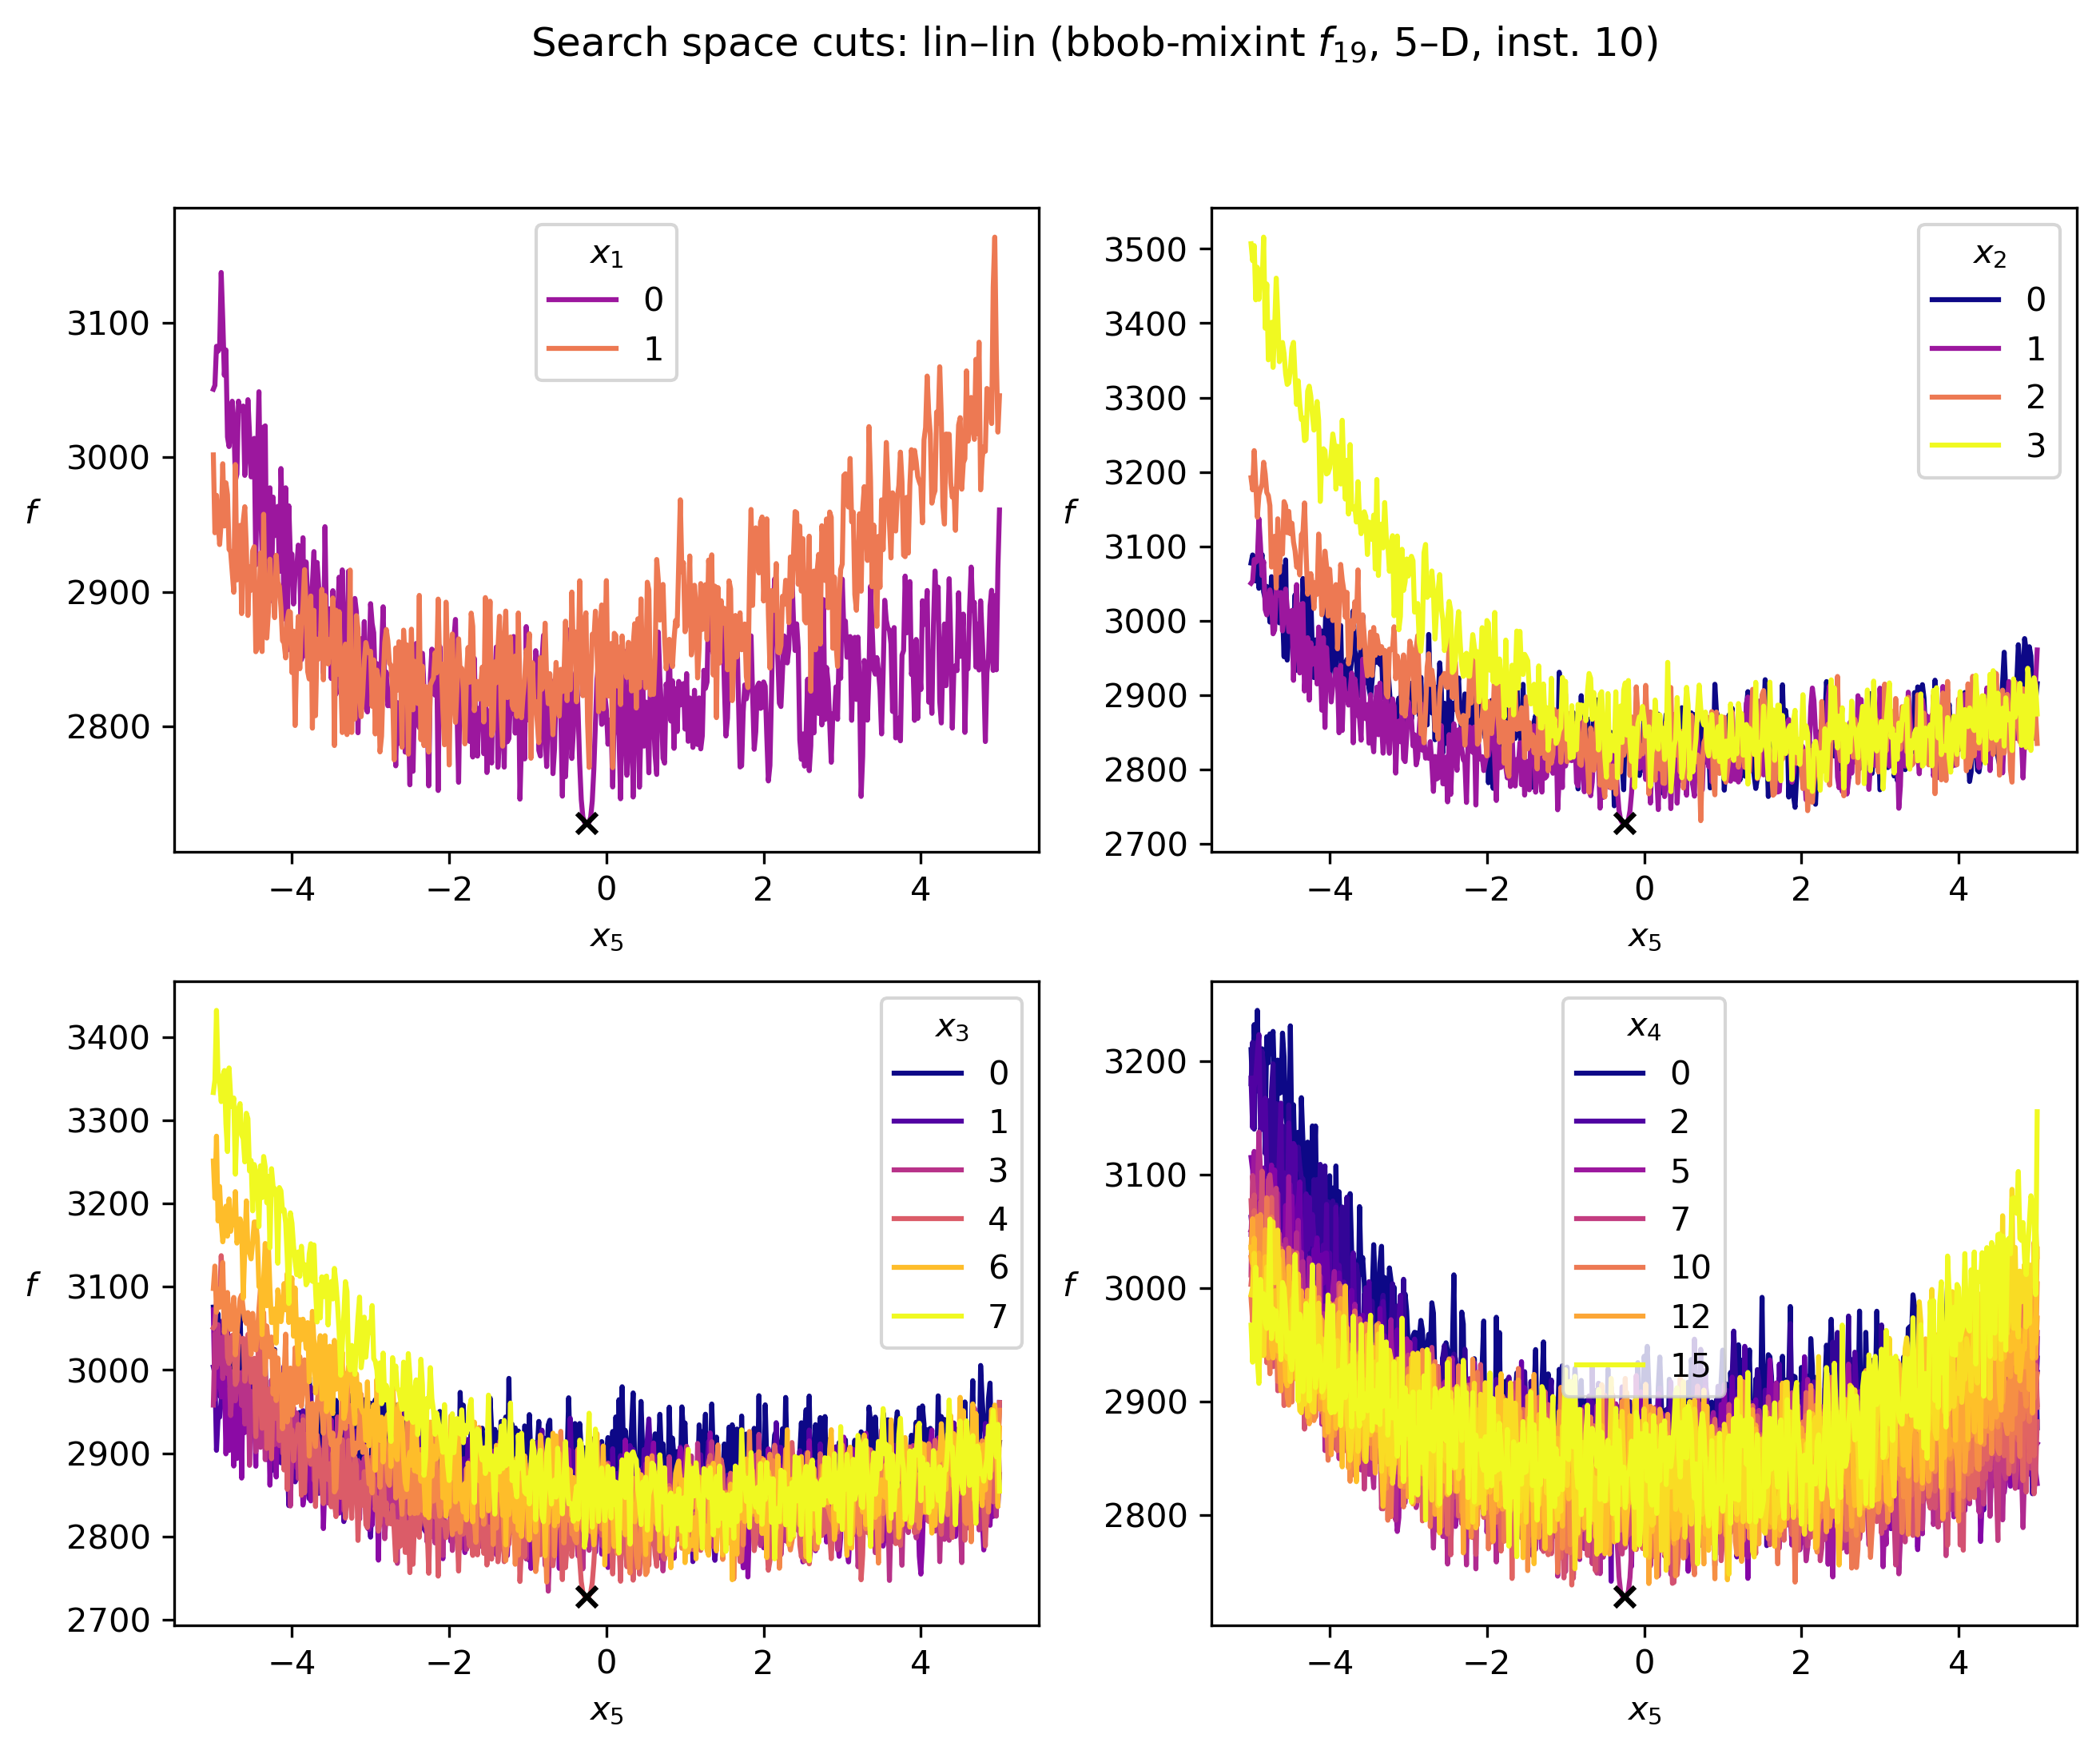 Search space cuts: lin–lin (bbob-mixint f₁₉, 5–D, inst. 10)
x₁
0
1
3100
3000
2900
2800
f
−4 −2 0 2 4
x₅
x₂
0
1
2
3
3500
3400
3300
3200
3100
3000
2900
2800
2700
f
−4 −2 0 2 4
x₅
x₃
0
1
3
4
6
7
3400
3300
3200
3100
3000
2900
2800
2700
f
−4 −2 0 2 4
x₅
x₄
0
2
5
7
10
12
15
3200
3100
3000
2900
2800
f
−4 −2 0 2 4
x₅